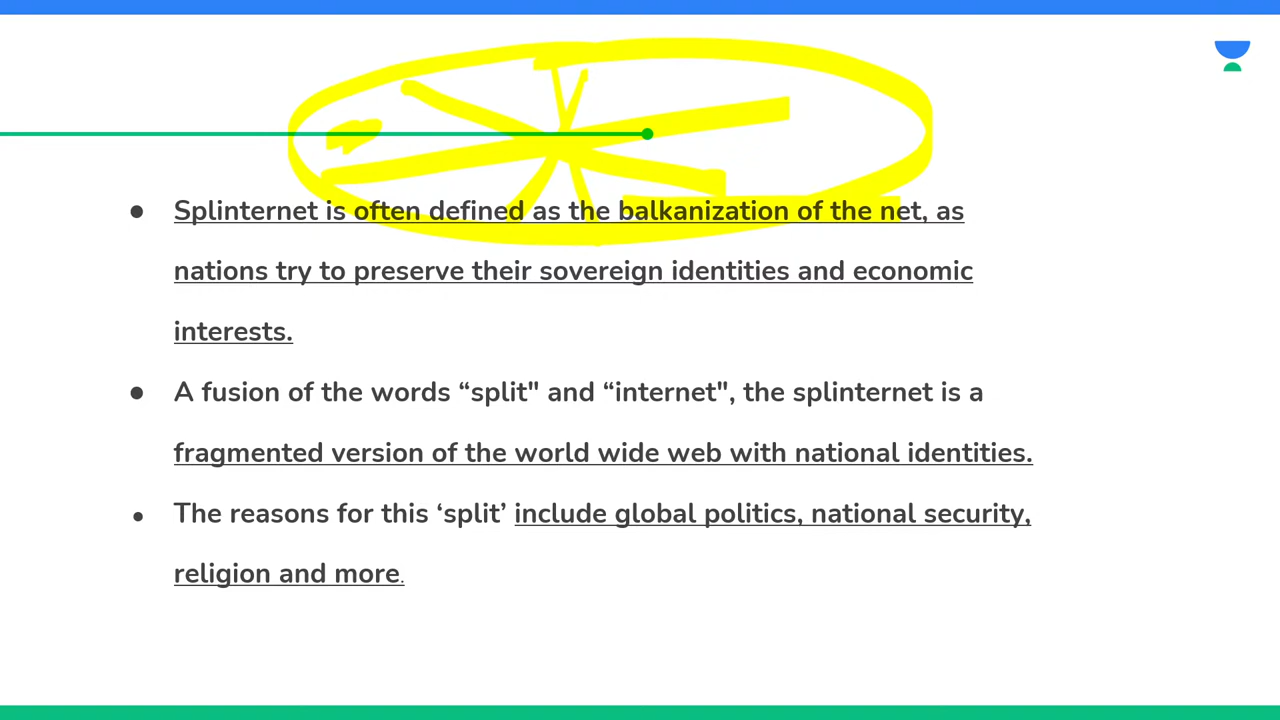 ● Splinternet is often defined as the balkanization of the net, as
nations try to preserve their sovereign identities and economic
interests.
● A fusion of the words “split" and “internet", the splinternet is a
fragmented version of the world wide web with national identities.
● The reasons for this ‘split’ include global politics, national security,
religion and more.